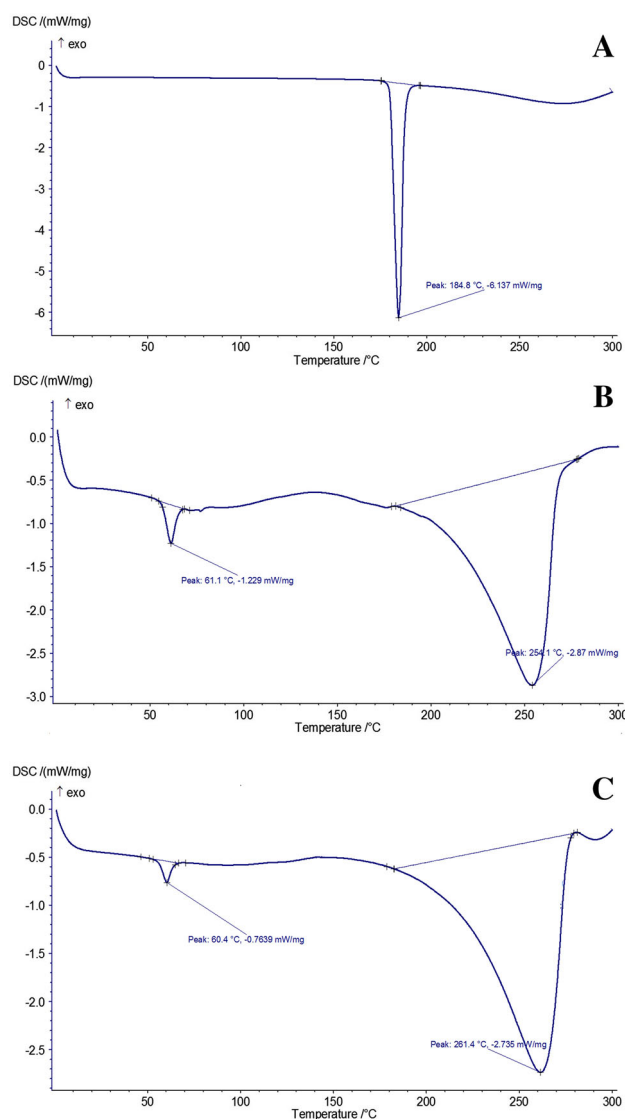 DSC /(mW/mg)
↑ exo
A
0
-1
-2
-3
-4
-5
-6
Peak: 184.8 °C, -6.137 mW/mg
50 100 150 200 250 300
Temperature /°C
DSC /(mW/mg)
↑ exo
B
0.0
-0.5
-1.0
-1.5
-2.0
-2.5
-3.0
Peak: 61.1 °C, -1.229 mW/mg
Peak: 254.1 °C, -2.87 mW/mg
50 100 150 200 250 300
Temperature /°C
DSC /(mW/mg)
↑ exo
C
0.0
-0.5
-1.0
-1.5
-2.0
-2.5
Peak: 60.4 °C, -0.7639 mW/mg
Peak: 261.4 °C, -2.735 mW/mg
50 100 150 200 250 300
Temperature /°C